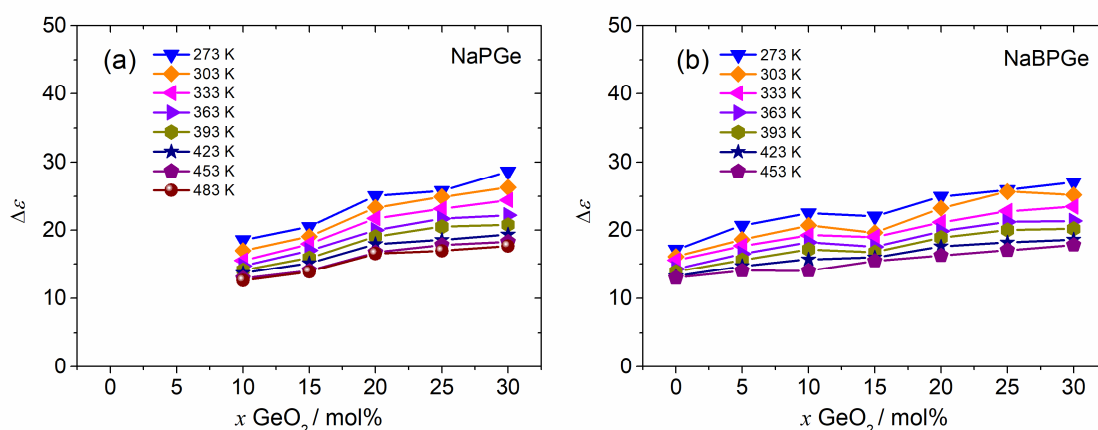 (a)
NaPGe
273 K
303 K
333 K
363 K
393 K
423 K
453 K
483 K
50
40
30
20
10
0
Δε
0 5 10 15 20 25 30
x GeO₂ / mol%
(b)
NaBPGe
273 K
303 K
333 K
363 K
393 K
423 K
453 K
50
40
30
20
10
0
Δε
0 5 10 15 20 25 30
x GeO₂ / mol%